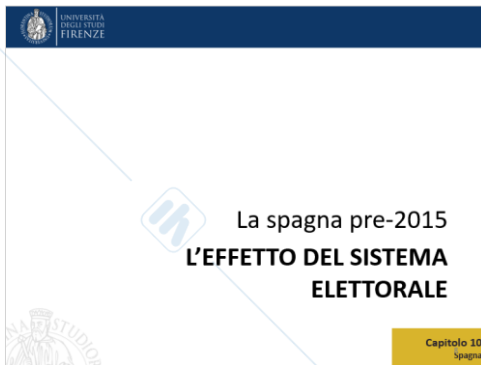 UNIVERSITÀ
DEGLI STUDI
FIRENZE
La spagna pre-2015
L'EFFETTO DEL SISTEMA
ELETTORALE
Capitolo 10
Spagna